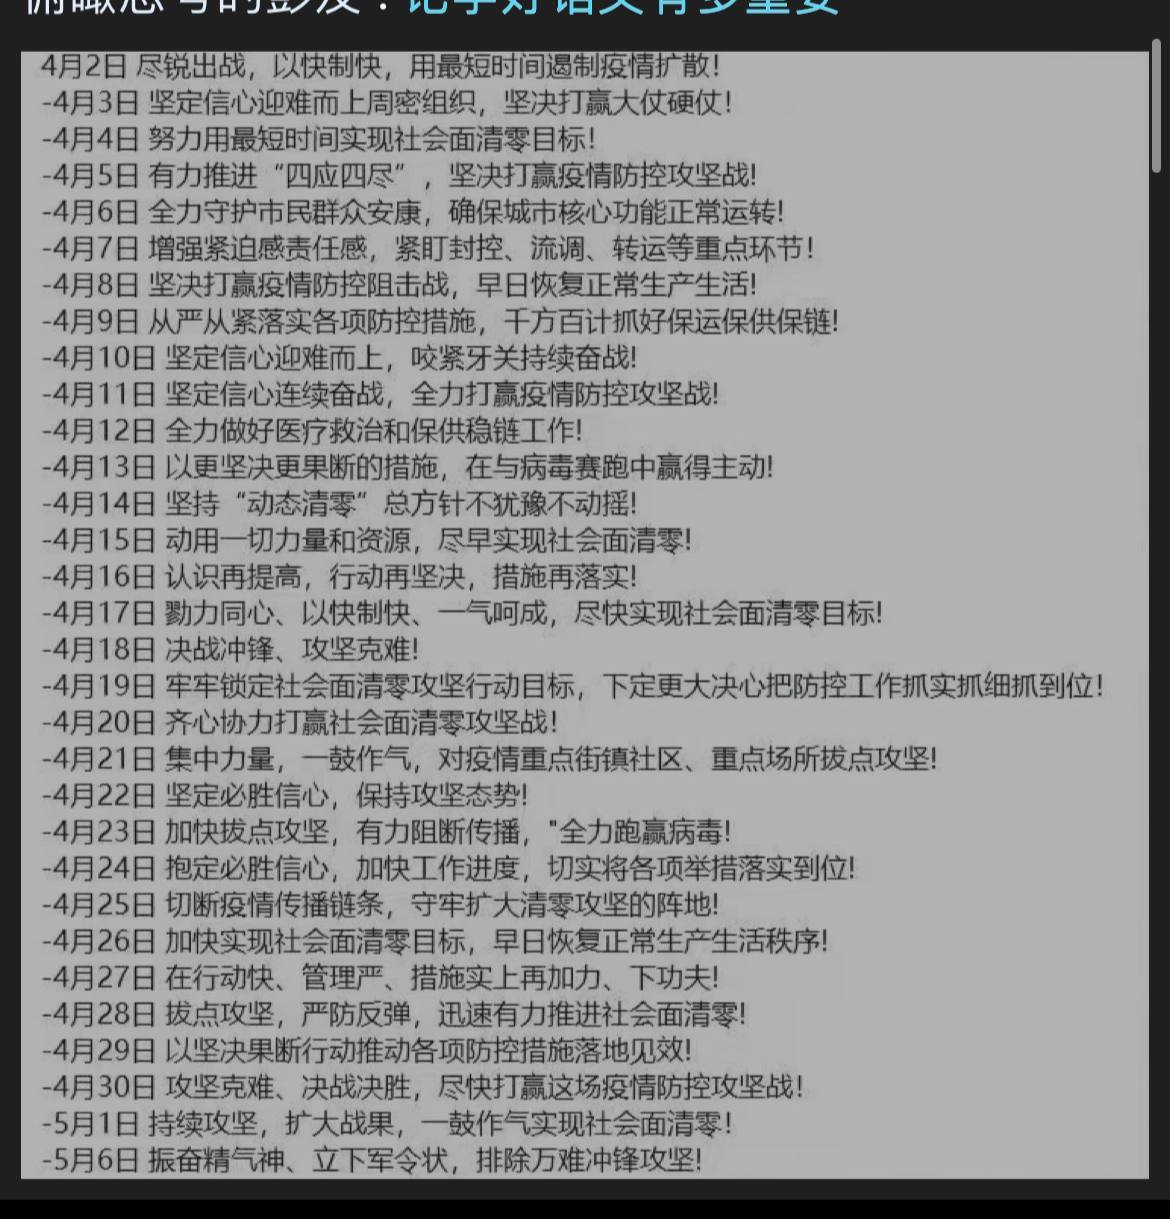 俯瞰思考的彭友：论学好语文有多重要
4月2日 尽锐出战，以快制快，用最短时间遏制疫情扩散！
-4月3日 坚定信心迎难而上周密组织，坚决打赢大仗硬仗！
-4月4日 努力用最短时间实现社会面清零目标！
-4月5日 有力推进“四应四尽”，坚决打赢疫情防控攻坚战!
-4月6日 全力守护市民群众安康，确保城市核心功能正常运转!
-4月7日 增强紧迫感责任感，紧盯封控、流调、转运等重点环节！
-4月8日 坚决打赢疫情防控阻击战，早日恢复正常生产生活!
-4月9日 从严从紧落实各项防控措施，千方百计抓好保运保供保链!
-4月10日 坚定信心迎难而上，咬紧牙关持续奋战!
-4月11日 坚定信心连续奋战，全力打赢疫情防控攻坚战!
-4月12日 全力做好医疗救治和保供稳链工作!
-4月13日 以更坚决更果断的措施，在与病毒赛跑中赢得主动!
-4月14日 坚持“动态清零”总方针不犹豫不动摇!
-4月15日 动用一切力量和资源，尽早实现社会面清零!
-4月16日 认识再提高，行动再坚决，措施再落实!
-4月17日 勠力同心、以快制快、一气呵成，尽快实现社会面清零目标!
-4月18日 决战冲锋、攻坚克难!
-4月19日 牢牢锁定社会面清零攻坚行动目标，下定更大决心把防控工作抓实抓细抓到位！
-4月20日 齐心协力打赢社会面清零攻坚战!
-4月21日 集中力量，一鼓作气，对疫情重点街镇社区、重点场所拔点攻坚!
-4月22日 坚定必胜信心，保持攻坚态势!
-4月23日 加快拔点攻坚，有力阻断传播，"全力跑赢病毒!
-4月24日 抱定必胜信心，加快工作进度，切实将各项举措落实到位!
-4月25日 切断疫情传播链条，守牢扩大清零攻坚的阵地!
-4月26日 加快实现社会面清零目标，早日恢复正常生产生活秩序!
-4月27日 在行动快、管理严、措施实上再加力、下功夫!
-4月28日 拔点攻坚，严防反弹，迅速有力推进社会面清零!
-4月29日 以坚决果断行动推动各项防控措施落地见效!
-4月30日 攻坚克难、决战决胜，尽快打赢这场疫情防控攻坚战!
-5月1日 持续攻坚，扩大战果，一鼓作气实现社会面清零!
-5月6日 振奋精气神、立下军令状，排除万难冲锋攻坚!